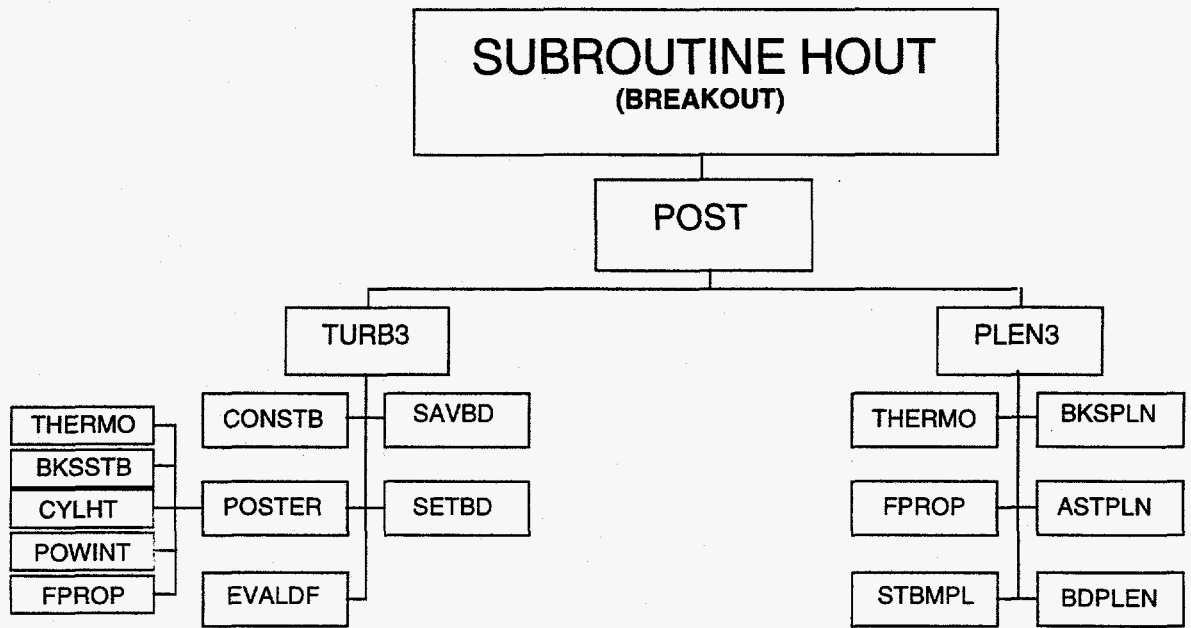 SUBROUTINE HOUT
(BREAKOUT)
POST
TURB3
PLEN3
THERMO
BKSSTB
CYLHT
POWINT
FPROP
CONSTB
SAVBD
POSTER
SETBD
EVALDF
THERMO
BKSPLN
FPROP
ASTPLN
STBMPL
BDPLEN